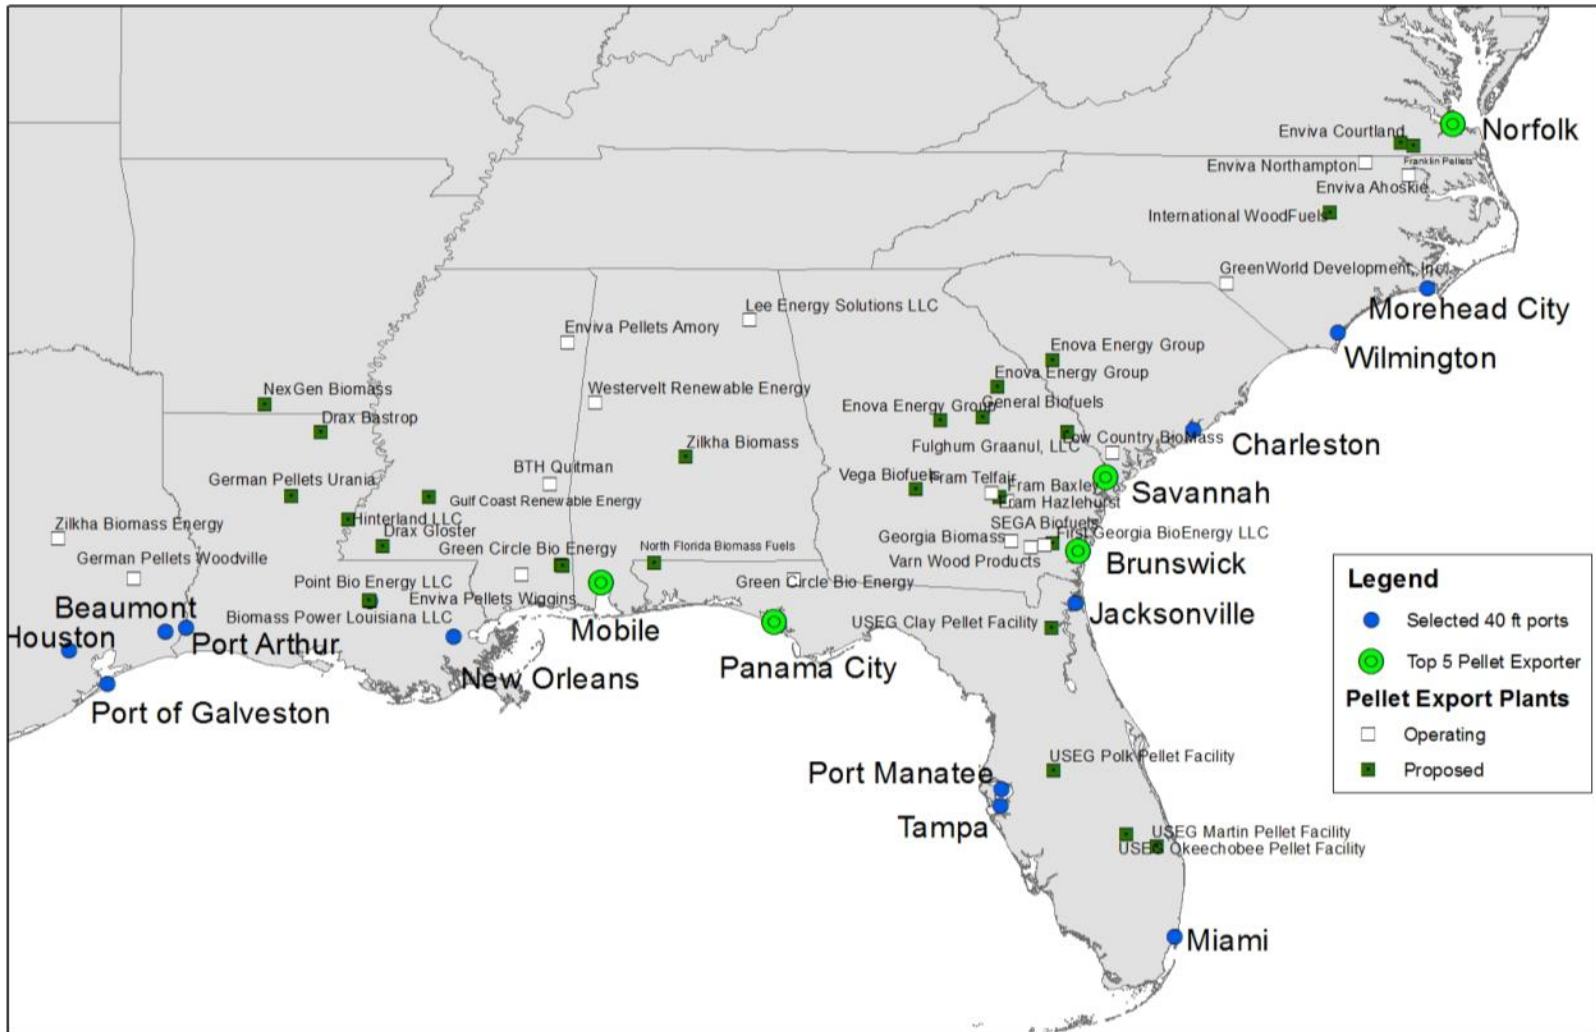 Norfolk
Enviva Courtland
Enviva Northampton
Franklin Pellets
Enviva Ahoskie
International WoodFuels
GreenWorld Development, Inc.
Morehead City
Wilmington
Lee Energy Solutions LLC
Enviva Pellets Amory
Enova Energy Group
Enova Energy Group
Westervelt Renewable Energy
NexGen Biomass
Enova Energy Group
General Biofuels
Drax Bastrop
Low Country BioMass
Charleston
Fulghum Graanul, LLC
Zilkha Biomass
BTH Quitman
German Pellets Urania
Vega Biofuels
Fram Telfair
Fram Baxley
Savannah
Gulf Coast Renewable Energy
Fram Hazlehurst
Hinterland LLC
SEGA Biofuels
Zilkha Biomass Energy
Drax Gloster
Georgia Biomass
First Georgia BioEnergy LLC
German Pellets Woodville
Green Circle Bio Energy
North Florida Biomass Fuels
Varn Wood Products
Brunswick
Point Bio Energy LLC
Green Circle Bio Energy
Beaumont
Enviva Pellets Wiggins
Biomass Power Louisiana LLC
Jacksonville
Houston
Port Arthur
Mobile
USEG Clay Pellet Facility
New Orleans
Panama City
Port of Galveston
USEG Polk Pellet Facility
Port Manatee
Tampa
USEG Martin Pellet Facility
USEG Okeechobee Pellet Facility
Miami
Legend
Selected 40 ft ports
Top 5 Pellet Exporter
Pellet Export Plants
Operating
Proposed